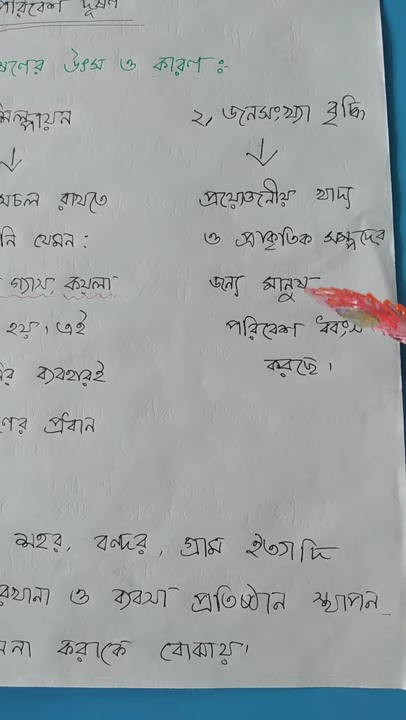 পরিবেশ দূষণ
ষণের উৎস ও কারণ :-
শিল্পায়ন
২, জনসংখ্যা বৃদ্ধি
সচল রাখতে
নি যেমন :
গ্যাস, কয়লা
হয়। এই
নির ব্যবহারই
ণের প্রধান
প্রয়োজনীয় খাদ্য
ও প্রাকৃতিক সম্পদের
জন্যে মানুষ
পরিবেশ ধ্বংস
করছে।
শহর, বন্দর, গ্রাম ইত্যাদি
রখানা ও ব্যবসা প্রতিষ্ঠান স্থাপন
লনা করাকে বোঝায়।